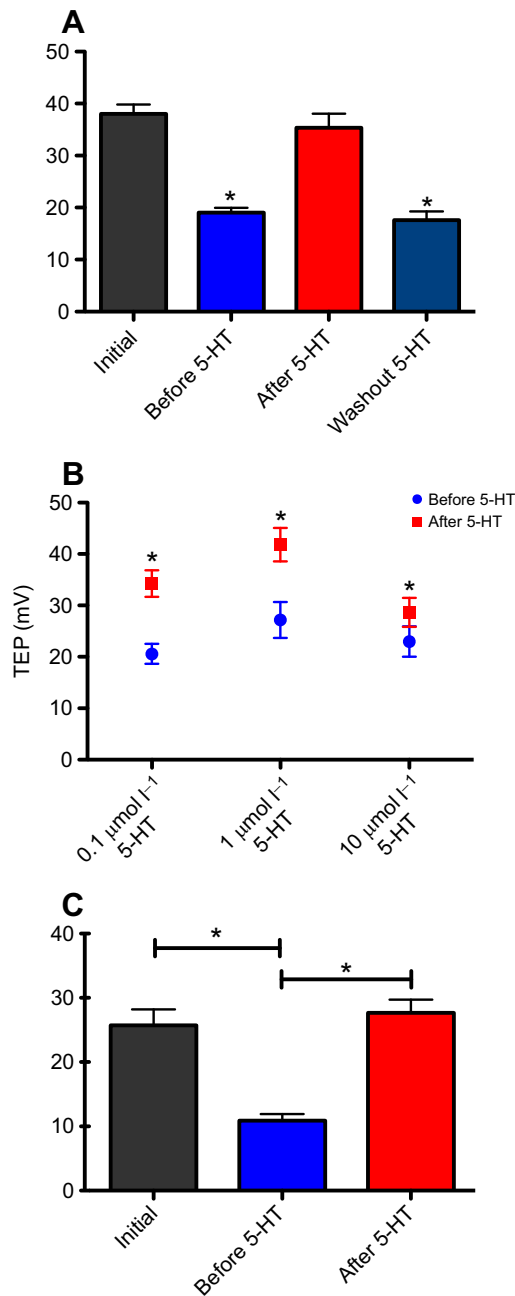 A
50
40
30
20
10
0
*
*
Initial
Before 5-HT
After 5-HT
Washout 5-HT
B
50
40
30
20
10
0
TEP (mV)
Before 5-HT
After 5-HT
*
*
*
0.1 µmol l⁻¹
5-HT
1 µmol l⁻¹
5-HT
10 µmol l⁻¹
5-HT
C
40
30
20
10
0
*
*
Initial
Before 5-HT
After 5-HT